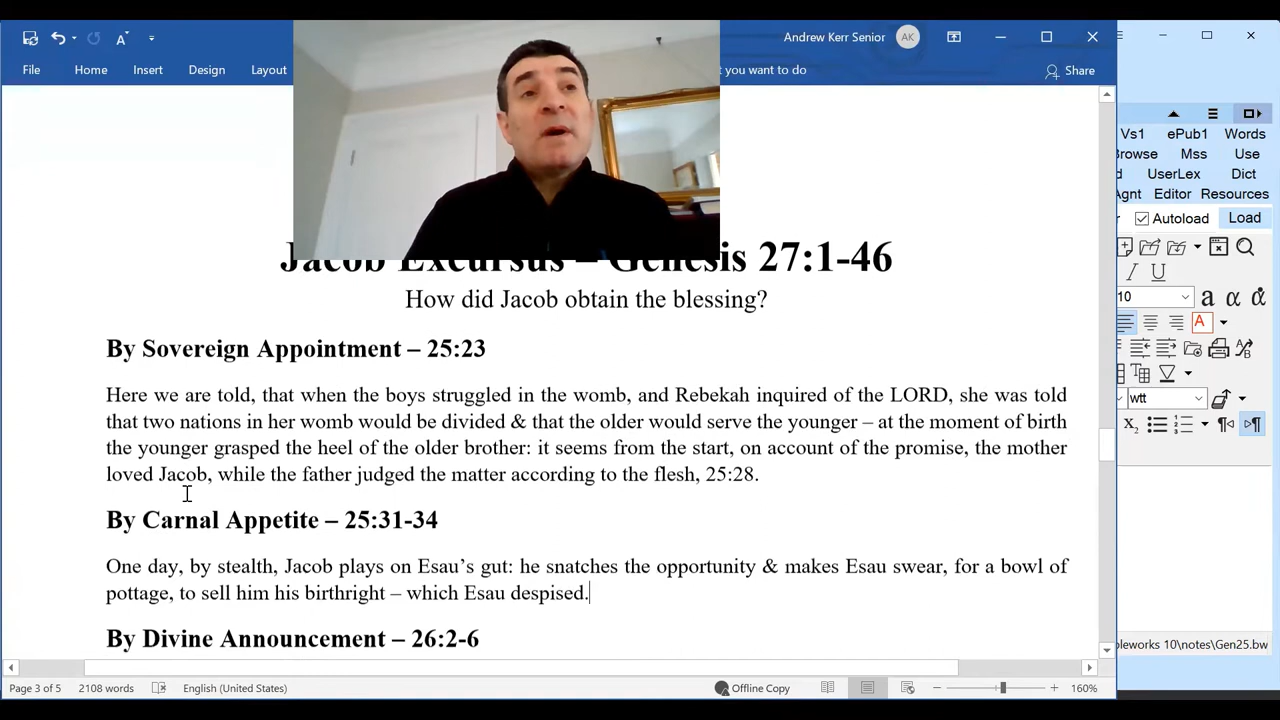 Andrew Kerr Senior AK
File Home Insert Design Layout
t you want to do
Share
Vs1 ePub1 Words
Browse Mss Use
d UserLex Dict
Agnt Editor Resources
Autoload Load
10
a α
A
wtt
X2
Jacob Excursus – Genesis 27:1-46
How did Jacob obtain the blessing?
By Sovereign Appointment – 25:23
Here we are told, that when the boys struggled in the womb, and Rebekah inquired of the LORD, she was told
that two nations in her womb would be divided & that the older would serve the younger – at the moment of birth
the younger grasped the heel of the older brother: it seems from the start, on account of the promise, the mother
loved Jacob, while the father judged the matter according to the flesh, 25:28.
By Carnal Appetite – 25:31-34
One day, by stealth, Jacob plays on Esau’s gut: he snatches the opportunity & makes Esau swear, for a bowl of
pottage, to sell him his birthright – which Esau despised.
By Divine Announcement – 26:2-6
bleworks 10\notes\Gen25.bw
Page 3 of 5 2108 words English (United States) Offline Copy 160%